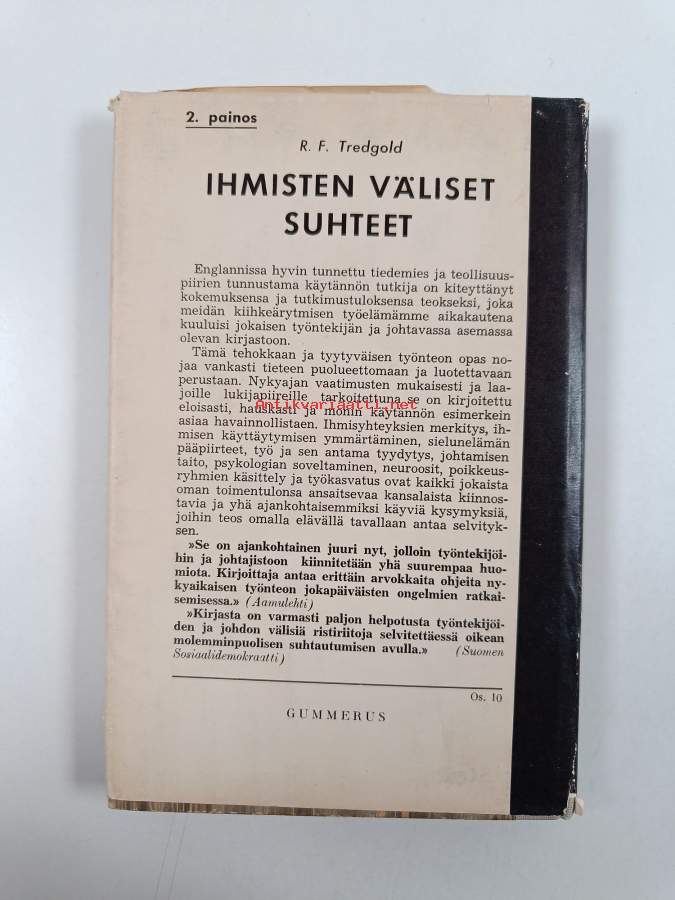 2. painos
R. F. Tredgold
IHMISTEN VÄLISET
SUHTEET
Englannissa hyvin tunnettu tiedemies ja teollisuus-
piirien tunnustama käytännön tutkija on kiteyttänyt
kokemuksensa ja tutkimustuloksensa teokseksi, joka
meidän kiihkeärytmisen työelämämme aikakautena
kuuluisi jokaisen työntekijän ja johtavassa asemassa
olevan kirjastoon.
Tämä tehokkaan ja tyytyväisen työnteon opas no-
jaa vankasti tieteen puolueettomaan ja luotettavaan
perustaan. Nykyajan vaatimusten mukaisesti ja laa-
joille lukijapiireille tarkoitettuna se on kirjoitettu
Antikvariaatti.net
eloisasti, hauskasti ja monin käytännön esimerkein
asiaa havainnollistaen. Ihmisyhteyksien merkitys, ih-
misen käyttäytymisen ymmärtäminen, sielunelämän
pääpiirteet, työ ja sen antama tyydytys, johtamisen
taito, psykologian soveltaminen, neuroosit, poikkeus-
ryhmien käsittely ja työkasvatus ovat kaikki jokaista
oman toimentulonsa ansaitsevaa kansalaista kiinnos-
tavia ja yhä ajankohtaisemmiksi käyviä kysymyksiä,
joihin teos omalla elävällä tavallaan antaa selvityk-
sen.
»Se on ajankohtainen juuri nyt, jolloin työntekijöi-
hin ja johtajistoon kiinnitetään yhä suurempaa huo-
miota. Kirjoittaja antaa erittäin arvokkaita ohjeita ny-
kyaikaisen työnteon jokapäiväisten ongelmien ratkai-
semisessa.» (Aamulehti)
»Kirjasta on varmasti paljon helpotusta työntekijöi-
den ja johdon välisiä ristiriitoja selvitettäessä oikean
molemminpuolisen suhtautumisen avulla.» (Suomen
Sosiaalidemokraatti)
Os. 10
GUMMERUS